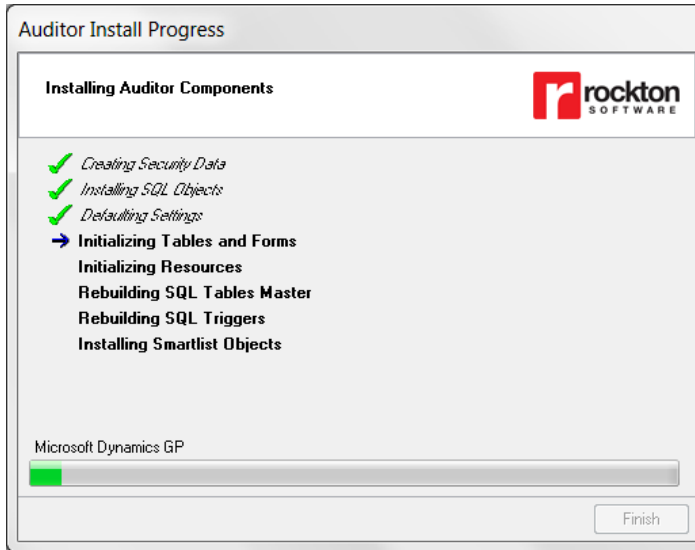 Auditor Install Progress
Installing Auditor Components
rockton
SOFTWARE
Creating Security Data
Installing SQL Objects
Defaulting Settings
Initializing Tables and Forms
Initializing Resources
Rebuilding SQL Tables Master
Rebuilding SQL Triggers
Installing Smartlist Objects
Microsoft Dynamics GP
Finish